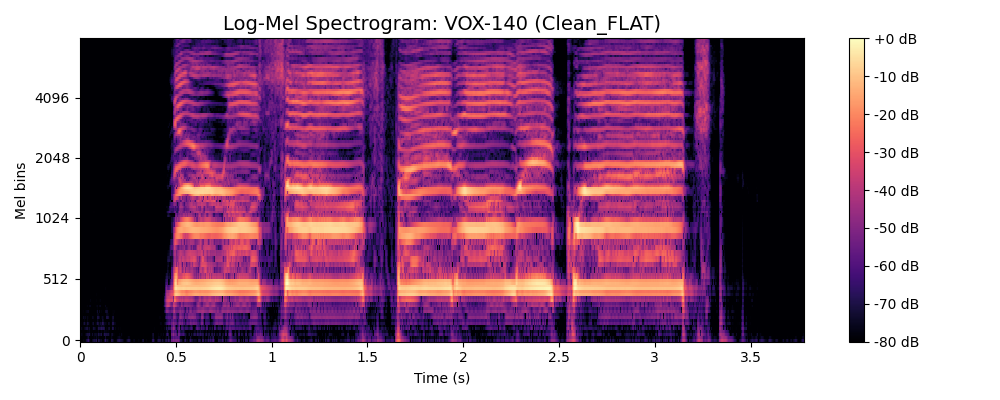 Log-Mel Spectrogram: VOX-140 (Clean_FLAT)
Mel bins
4096
2048
1024
512
0
0
0.5
1
1.5
2
2.5
3
3.5
Time (s)
+0 dB
-10 dB
-20 dB
-30 dB
-40 dB
-50 dB
-60 dB
-70 dB
-80 dB